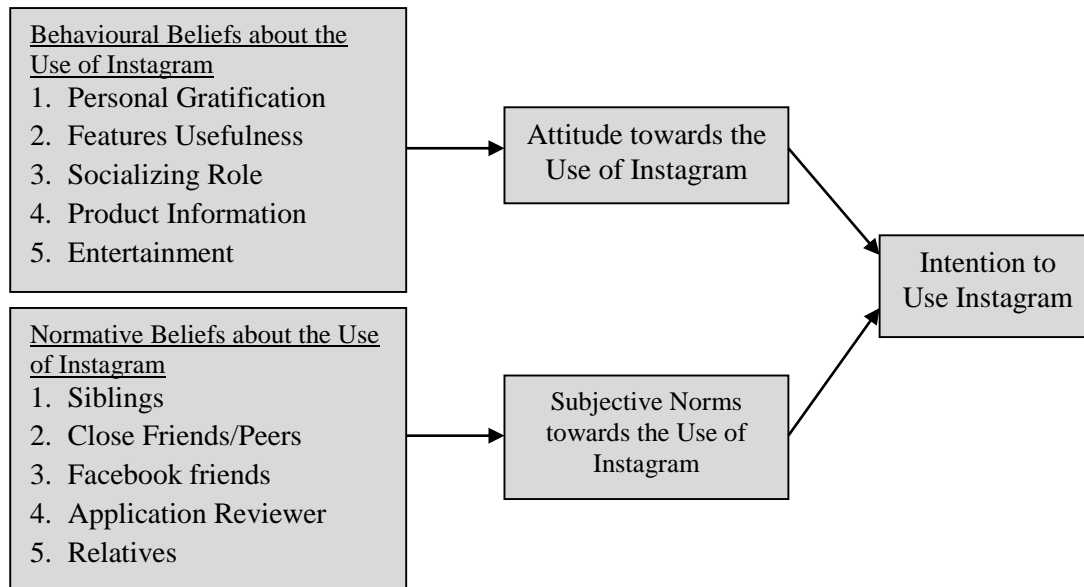 Behavioural Beliefs about the
Use of Instagram
1. Personal Gratification
2. Features Usefulness
3. Socializing Role
4. Product Information
5. Entertainment
Attitude towards the
Use of Instagram
Intention to
Use Instagram
Normative Beliefs about the Use
of Instagram
1. Siblings
2. Close Friends/Peers
3. Facebook friends
4. Application Reviewer
5. Relatives
Subjective Norms
towards the Use of
Instagram